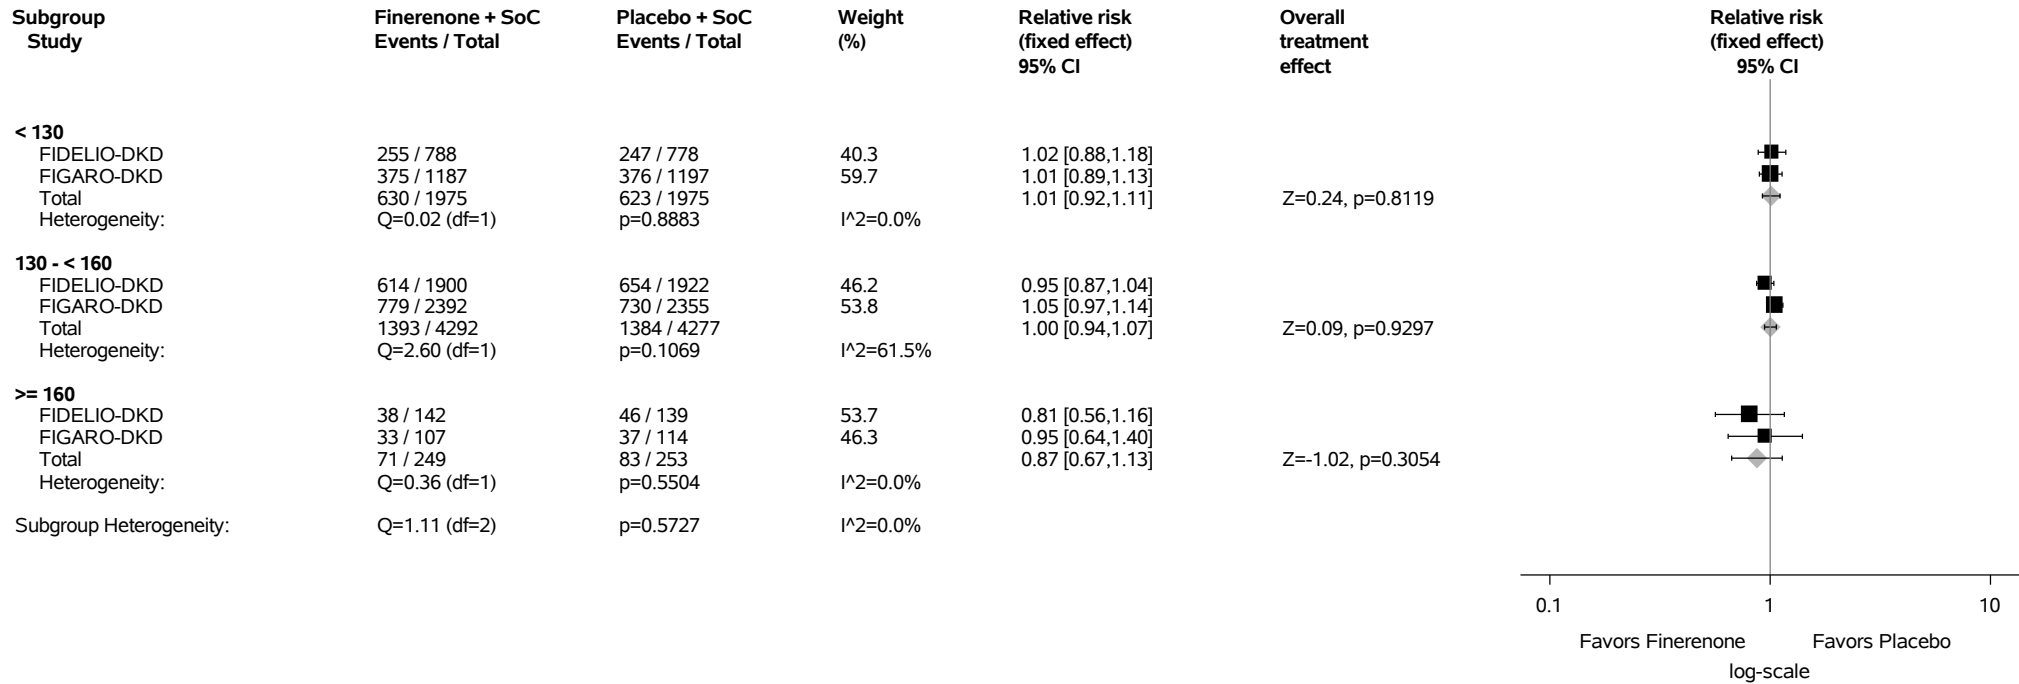 Subgroup Finerenone + SoC Placebo + SoC Weight Relative risk Overall Relative risk
Study Events / Total Events / Total (%) (fixed effect) treatment (fixed effect)
95% CI effect 95% CI
< 130
FIDELIO-DKD 255 / 788 247 / 778 40.3 1.02 [0.88,1.18]
FIGARO-DKD 375 / 1187 376 / 1197 59.7 1.01 [0.89,1.13]
Total 630 / 1975 623 / 1975 1.01 [0.92,1.11] Z=0.24, p=0.8119
Heterogeneity: Q=0.02 (df=1) p=0.8883 I^2=0.0%
130 - < 160
FIDELIO-DKD 614 / 1900 654 / 1922 46.2 0.95 [0.87,1.04]
FIGARO-DKD 779 / 2392 730 / 2355 53.8 1.05 [0.97,1.14]
Total 1393 / 4292 1384 / 4277 1.00 [0.94,1.07] Z=0.09, p=0.9297
Heterogeneity: Q=2.60 (df=1) p=0.1069 I^2=61.5%
>= 160
FIDELIO-DKD 38 / 142 46 / 139 53.7 0.81 [0.56,1.16]
FIGARO-DKD 33 / 107 37 / 114 46.3 0.95 [0.64,1.40]
Total 71 / 249 83 / 253 0.87 [0.67,1.13] Z=-1.02, p=0.3054
Heterogeneity: Q=0.36 (df=1) p=0.5504 I^2=0.0%
Subgroup Heterogeneity: Q=1.11 (df=2) p=0.5727 I^2=0.0%
0.1 1 10
Favors Finerenone Favors Placebo
log-scale